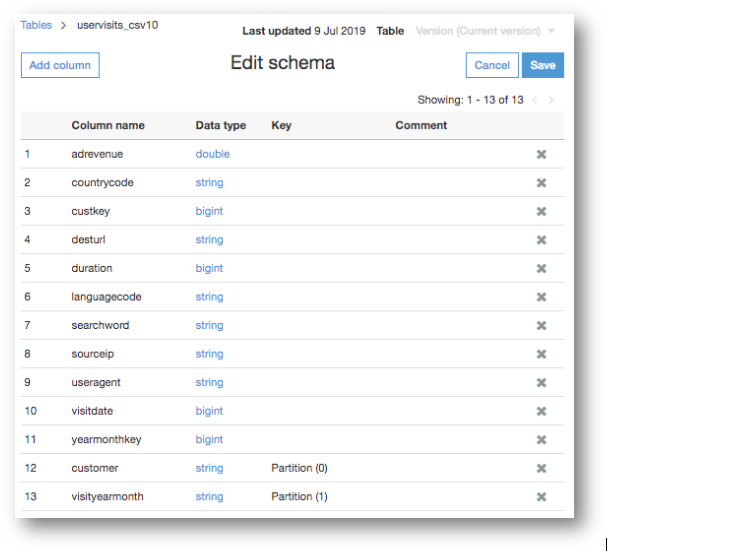 Tables > uservisits_csv10
Last updated 9 Jul 2019 Table Version (Current version)
Add column Edit schema Cancel Save
Showing: 1 - 13 of 13 < >
Column name Data type Key Comment
1 adrevenue double
2 countrycode string
3 custkey bigint
4 desturl string
5 duration bigint
6 languagecode string
7 searchword string
8 sourceip string
9 useragent string
10 visitdate bigint
11 yearmonthkey bigint
12 customer string Partition (0)
13 visityearmonth string Partition (1)